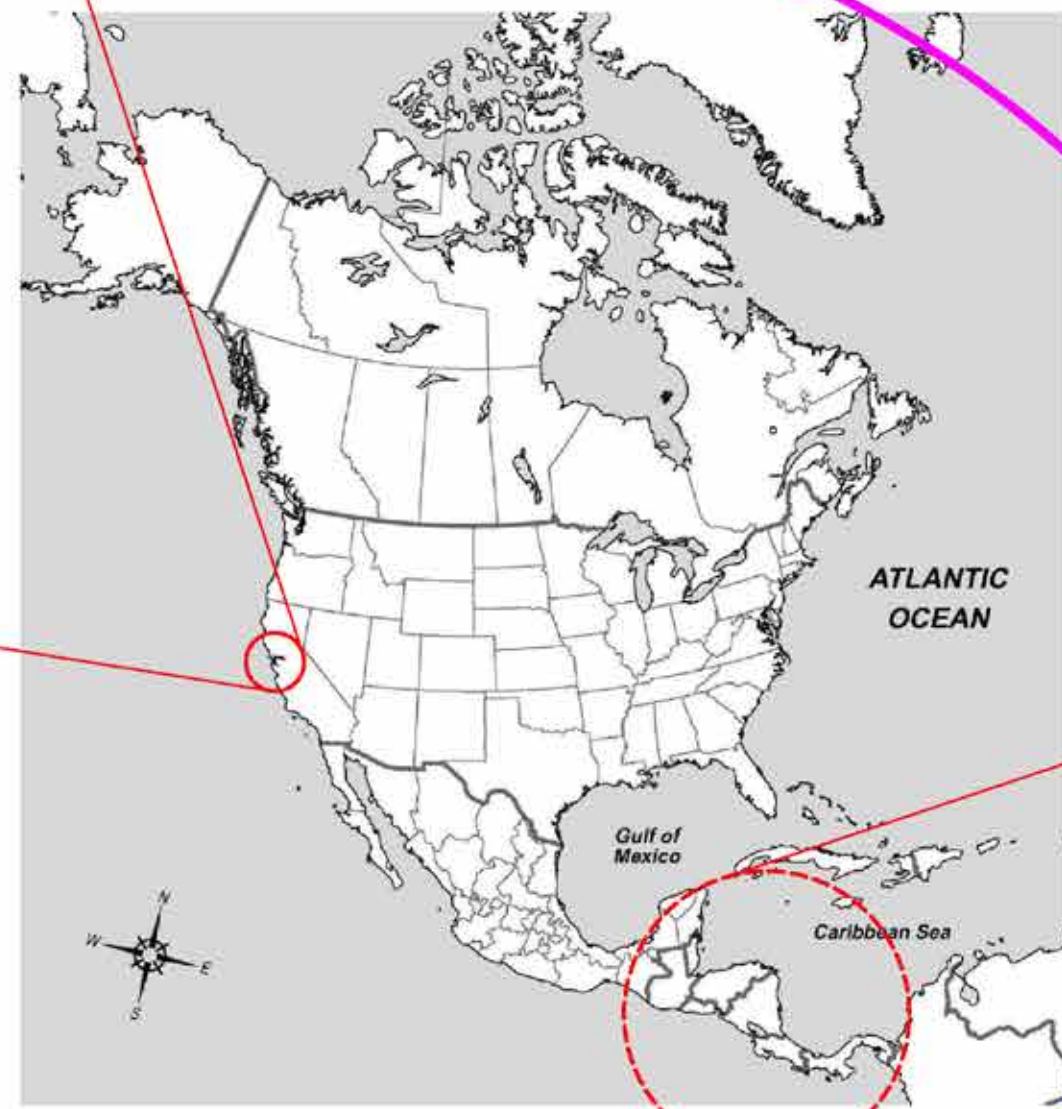 ATLANTIC
OCEAN
Gulf of
Mexico
Caribbean Sea
N
W
E
S